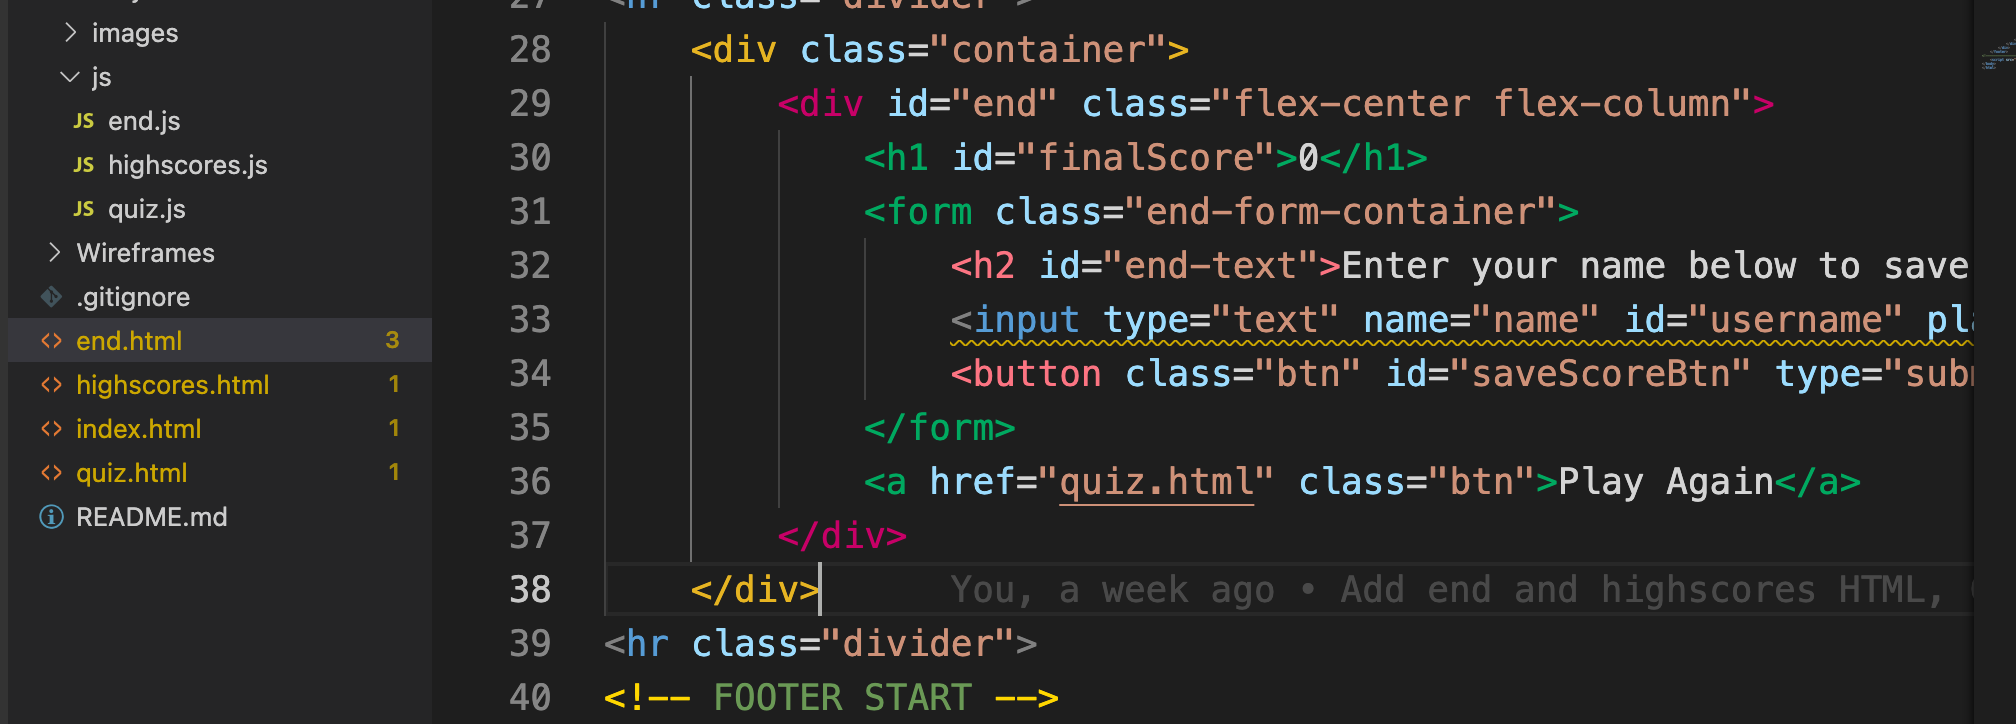 images
js
JS end.js
JS highscores.js
JS quiz.js
Wireframes
.gitignore
end.html 3
highscores.html 1
index.html 1
quiz.html 1
README.md
27 <hr class="divider">
28 <div class="container">
29 <div id="end" class="flex-center flex-column">
30 <h1 id="finalScore">0</h1>
31 <form class="end-form-container">
32 <h2 id="end-text">Enter your name below to save
33 <input type="text" name="name" id="username" pla
34 <button class="btn" id="saveScoreBtn" type="sub
35 </form>
36 <a href="quiz.html" class="btn">Play Again</a>
37 </div>
38 </div> You, a week ago • Add end and highscores HTML,
39 <hr class="divider">
40 <!-- FOOTER START -->